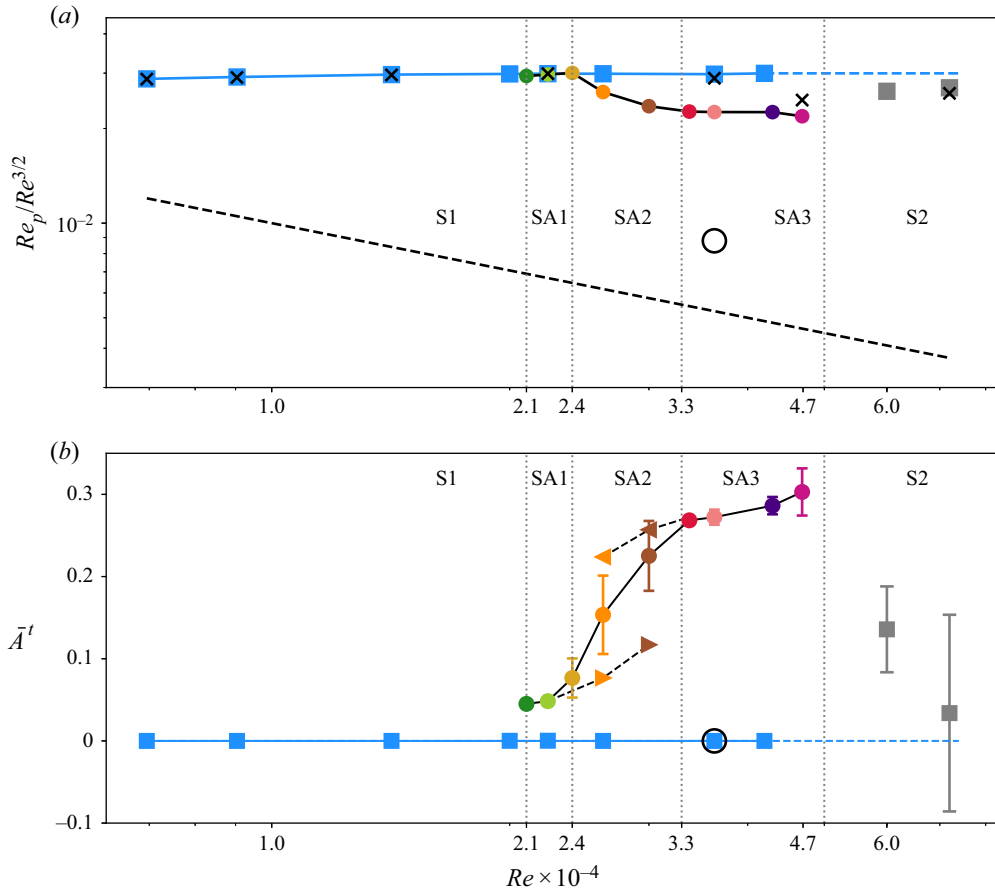 (a)
Re_p/Re^{3/2}
10^{–2}
S1 SA1 SA2 SA3 S2
1.0 2.1 2.4 3.3 4.7 6.0
(b)
S1 SA1 SA2 SA3 S2
0.3
0.2
Ā^t
0.1
0
–0.1
1.0 2.1 2.4 3.3 4.7 6.0
Re × 10^{–4}